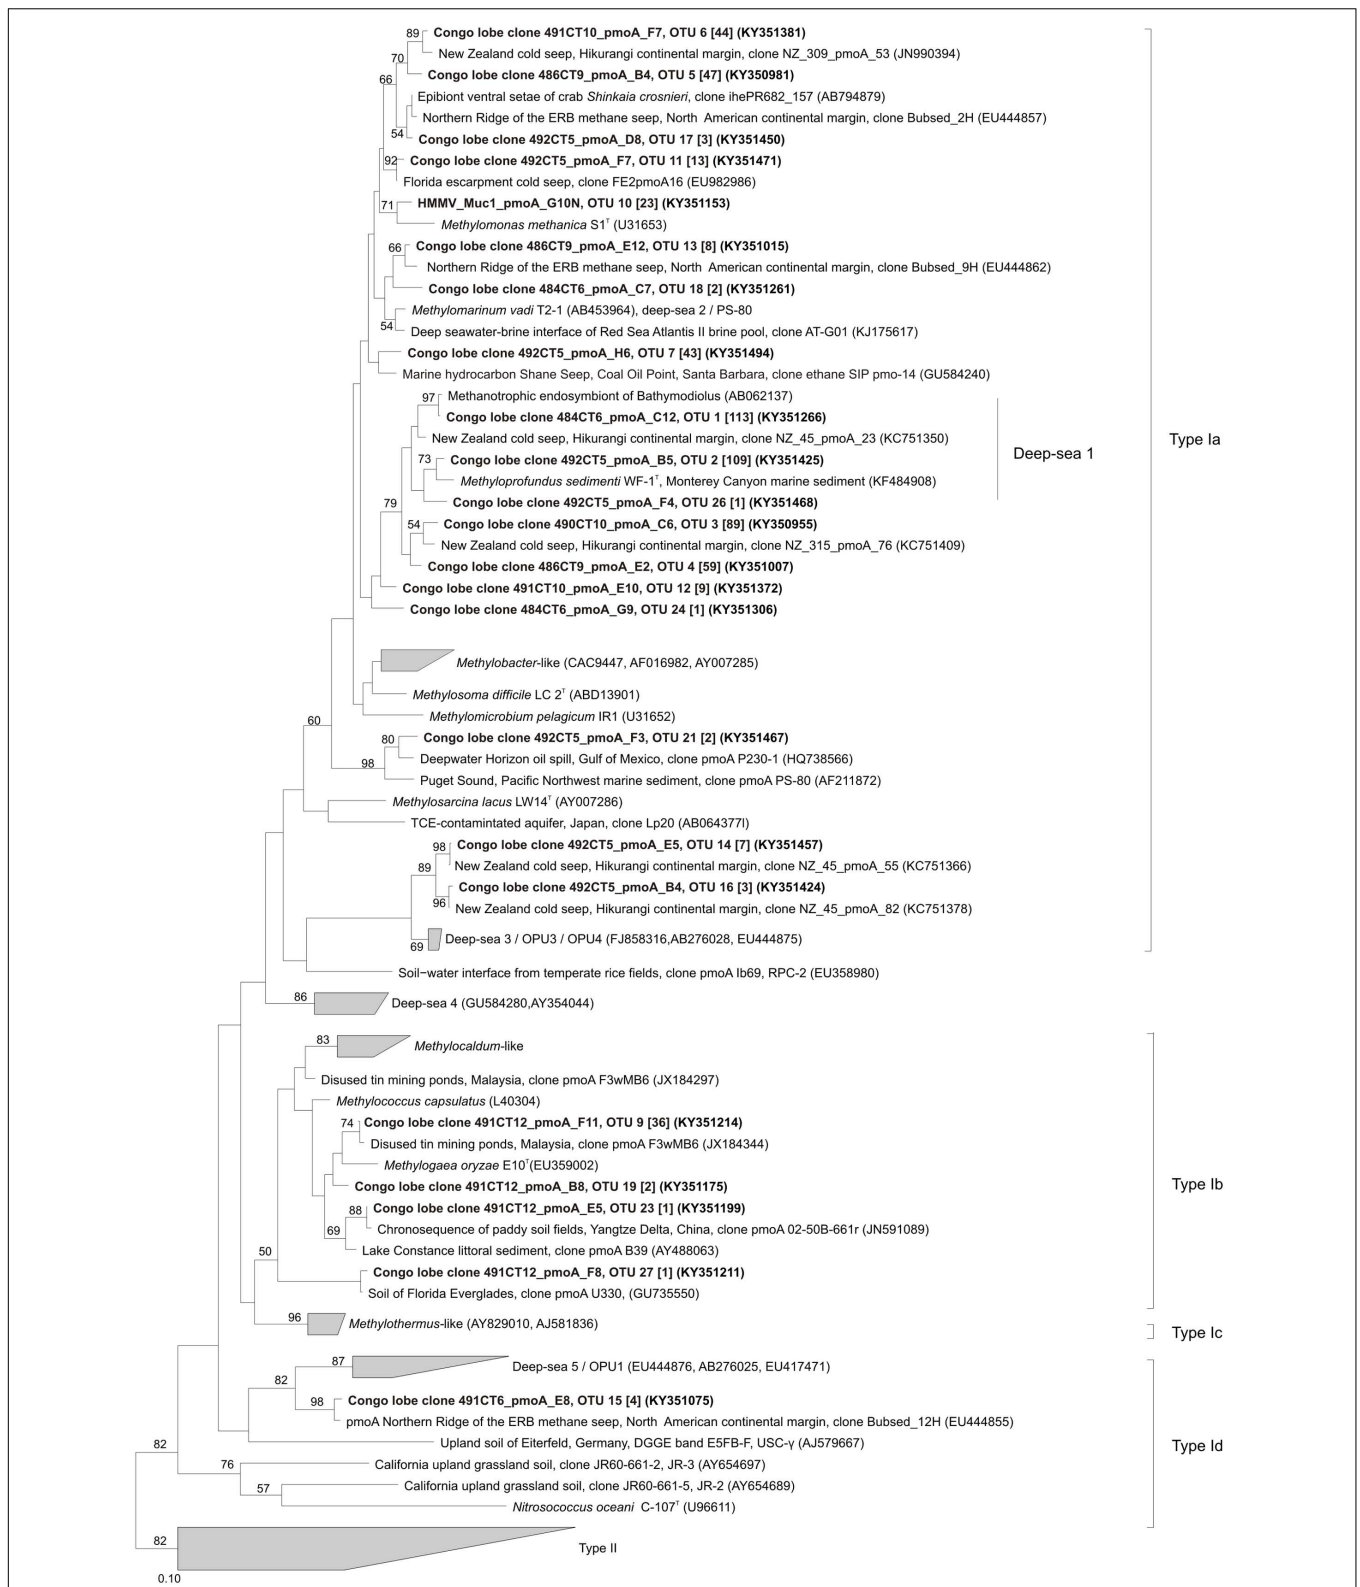 89 Congo lobe clone 491CT10_pmoA_F7, OTU 6 [44] (KY351381)
New Zealand cold seep, Hikurangi continental margin, clone NZ_309_pmoA_53 (JN990394)
70
Congo lobe clone 486CT9_pmoA_B4, OTU 5 [47] (KY350981)
66
Epibiont ventral setae of crab Shinkaia crosnieri, clone ihePR682_157 (AB794879)
Northern Ridge of the ERB methane seep, North American continental margin, clone Bubsed_2H (EU444857)
54
Congo lobe clone 492CT5_pmoA_D8, OTU 17 [3] (KY351450)
92 Congo lobe clone 492CT5_pmoA_F7, OTU 11 [13] (KY351471)
Florida escarpment cold seep, clone FE2pmoA16 (EU982986)
71 HMMV_Muc1_pmoA_G10N, OTU 10 [23] (KY351153)
Methylomonas methanica S1ᵀ (U31653)
66 Congo lobe clone 486CT9_pmoA_E12, OTU 13 [8] (KY351015)
Northern Ridge of the ERB methane seep, North American continental margin, clone Bubsed_9H (EU444862)
Congo lobe clone 484CT6_pmoA_C7, OTU 18 [2] (KY351261)
Methylomarinum vadi T2-1 (AB453964), deep-sea 2 / PS-80
54 Deep seawater-brine interface of Red Sea Atlantis II brine pool, clone AT-G01 (KJ175617)
Congo lobe clone 492CT5_pmoA_H6, OTU 7 [43] (KY351494)
Marine hydrocarbon Shane Seep, Coal Oil Point, Santa Barbara, clone ethane SIP pmo-14 (GU584240)
97 Methanotrophic endosymbiont of Bathymodiolus (AB062137)
Congo lobe clone 484CT6_pmoA_C12, OTU 1 [113] (KY351266)
New Zealand cold seep, Hikurangi continental margin, clone NZ_45_pmoA_23 (KC751350)
Type Ia
Deep-sea 1
73 Congo lobe clone 492CT5_pmoA_B5, OTU 2 [109] (KY351425)
Methyloprofundus sedimenti WF-1ᵀ, Monterey Canyon marine sediment (KF484908)
79
Congo lobe clone 492CT5_pmoA_F4, OTU 26 [1] (KY351468)
54 Congo lobe clone 490CT10_pmoA_C6, OTU 3 [89] (KY350955)
New Zealand cold seep, Hikurangi continental margin, clone NZ_315_pmoA_76 (KC751409)
Congo lobe clone 486CT9_pmoA_E2, OTU 4 [59] (KY351007)
Congo lobe clone 491CT10_pmoA_E10, OTU 12 [9] (KY351372)
Congo lobe clone 484CT6_pmoA_G9, OTU 24 [1] (KY351306)
Methylobacter-like (CAC9447, AF016982, AY007285)
Methylosoma difficile LC 2ᵀ (ABD13901)
Methylomicrobium pelagicum IR1 (U31652)
60
80 Congo lobe clone 492CT5_pmoA_F3, OTU 21 [2] (KY351467)
Deepwater Horizon oil spill, Gulf of Mexico, clone pmoA P230-1 (HQ738566)
98
Puget Sound, Pacific Northwest marine sediment, clone pmoA PS-80 (AF211872)
Methylosarcina lacus LW14ᵀ (AY007286)
TCE-contamintated aquifer, Japan, clone Lp20 (AB064377I)
98 Congo lobe clone 492CT5_pmoA_E5, OTU 14 [7] (KY351457)
89 New Zealand cold seep, Hikurangi continental margin, clone NZ_45_pmoA_55 (KC751366)
Congo lobe clone 492CT5_pmoA_B4, OTU 16 [3] (KY351424)
96 New Zealand cold seep, Hikurangi continental margin, clone NZ_45_pmoA_82 (KC751378)
69 Deep-sea 3 / OPU3 / OPU4 (FJ858316,AB276028, EU444875)
Soil–water interface from temperate rice fields, clone pmoA Ib69, RPC-2 (EU358980)
86 Deep-sea 4 (GU584280,AY354044)
83 Methylocaldum-like
Disused tin mining ponds, Malaysia, clone pmoA F3wMB6 (JX184297)
Methylococcus capsulatus (L40304)
74 Congo lobe clone 491CT12_pmoA_F11, OTU 9 [36] (KY351214)
Disused tin mining ponds, Malaysia, clone pmoA F3wMB6 (JX184344)
Methylogaea oryzae E10ᵀ(EU359002)
Type Ib
Congo lobe clone 491CT12_pmoA_B8, OTU 19 [2] (KY351175)
88 Congo lobe clone 491CT12_pmoA_E5, OTU 23 [1] (KY351199)
69 Chronosequence of paddy soil fields, Yangtze Delta, China, clone pmoA 02-50B-661r (JN591089)
Lake Constance littoral sediment, clone pmoA B39 (AY488063)
50
Congo lobe clone 491CT12_pmoA_F8, OTU 27 [1] (KY351211)
Soil of Florida Everglades, clone pmoA U330, (GU735550)
96 Methylothermus-like (AY829010, AJ581836)
Type Ic
87 Deep-sea 5 / OPU1 (EU444876, AB276025, EU417471)
82
98 Congo lobe clone 491CT6_pmoA_E8, OTU 15 [4] (KY351075)
pmoA Northern Ridge of the ERB methane seep, North American continental margin, clone Bubsed_12H (EU444855)
Upland soil of Eiterfeld, Germany, DGGE band E5FB-F, USC-γ (AJ579667)
Type Id
82
76 California upland grassland soil, clone JR60-661-2, JR-3 (AY654697)
57 California upland grassland soil, clone JR60-661-5, JR-2 (AY654689)
Nitrosococcus oceani C-107ᵀ (U96611)
82
Type II
0.10